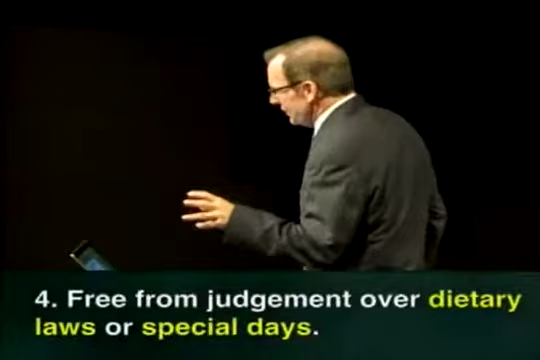 4. Free from judgement over dietary
laws or special days.